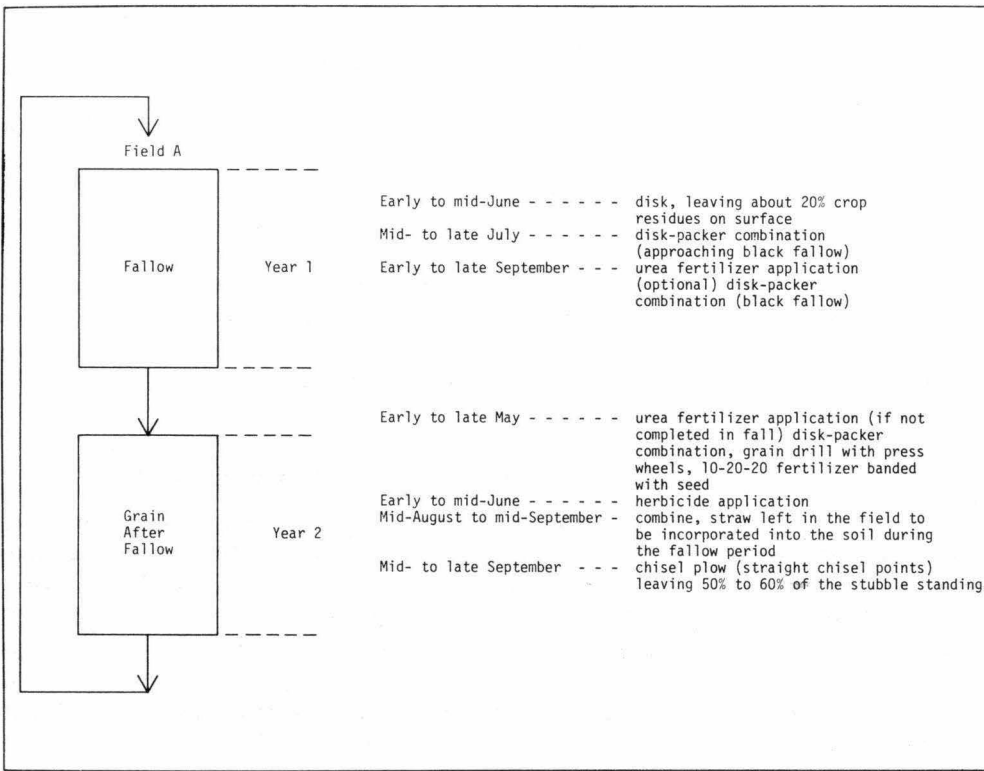 Field A
Fallow
Year 1
Early to mid-June - - - - - - disk, leaving about 20% crop
residues on surface
Mid- to late July - - - - - - disk-packer combination
(approaching black fallow)
Early to late September - - - urea fertilizer application
(optional) disk-packer
combination (black fallow)
Grain
After
Fallow
Year 2
Early to late May - - - - - - urea fertilizer application (if not
completed in fall) disk-packer
combination, grain drill with press
wheels, 10-20-20 fertilizer banded
with seed
Early to mid-June - - - - - - herbicide application
Mid-August to mid-September - combine, straw left in the field to
be incorporated into the soil during
the fallow period
Mid- to late September - - - chisel plow (straight chisel points)
leaving 50% to 60% of the stubble standing